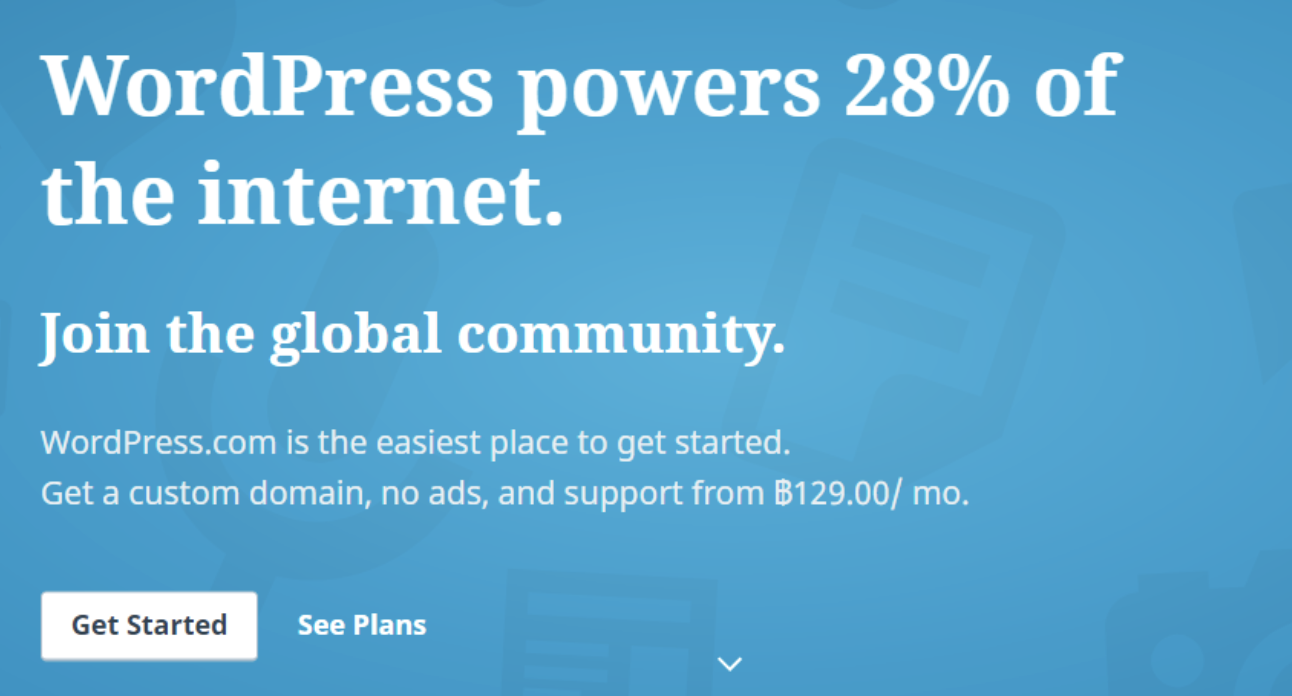 WordPress powers 28% of
the internet.
Join the global community.
WordPress.com is the easiest place to get started.
Get a custom domain, no ads, and support from ฿129.00/ mo.
Get Started
See Plans